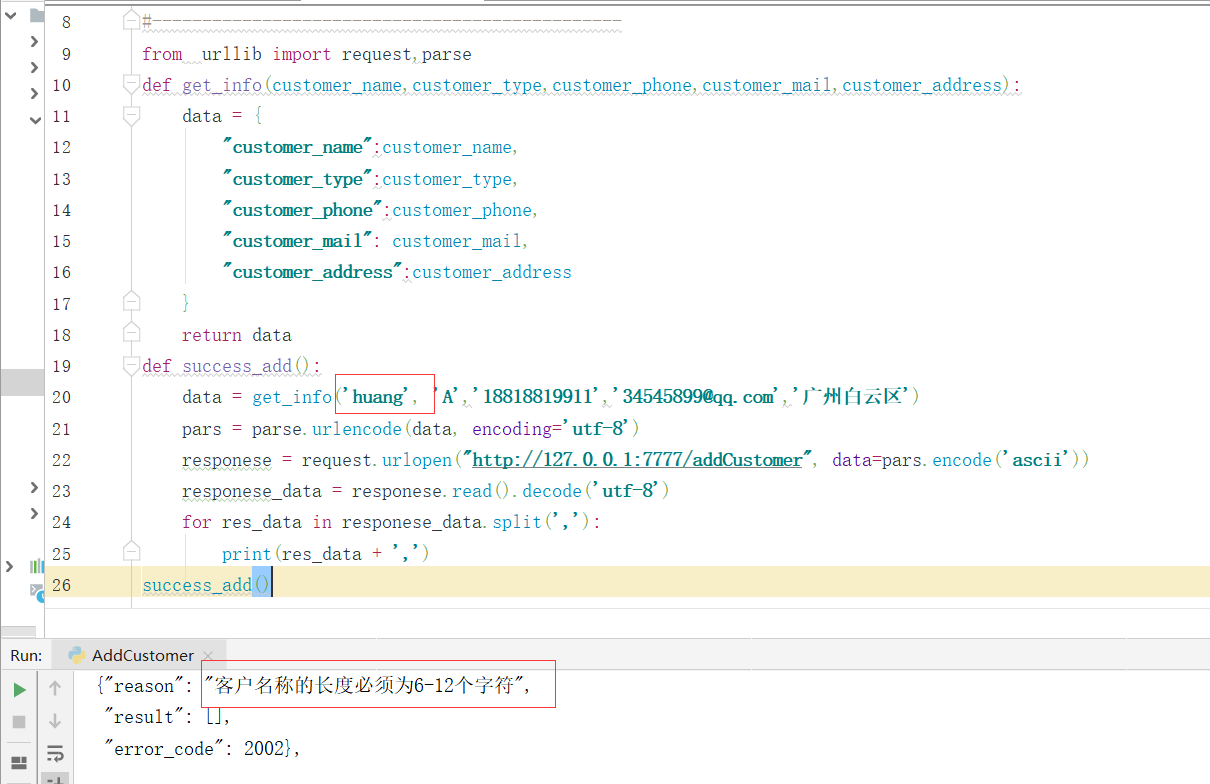 8 #-----------------------------------------------
9 from  urllib import request,parse
10 def get_info(customer_name,customer_type,customer_phone,customer_mail,customer_address):
11 data = {
12 "customer_name":customer_name,
13 "customer_type":customer_type,
14 "customer_phone":customer_phone,
15 "customer_mail": customer_mail,
16 "customer_address":customer_address
17 }
18 return data
19 def success_add():
20 data = get_info('huang', 'A','18818819911','34545899@qq.com','广州白云区')
21 pars = parse.urlencode(data, encoding='utf-8')
22 responese = request.urlopen("http://127.0.0.1:7777/addCustomer", data=pars.encode('ascii'))
23 responese_data = responese.read().decode('utf-8')
24 for res_data in responese_data.split(','):
25 print(res_data + ',')
26 success_add()
Run: AddCustomer ×
{"reason": "客户名称的长度必须为6-12个字符",
"result": [],
"error_code": 2002},